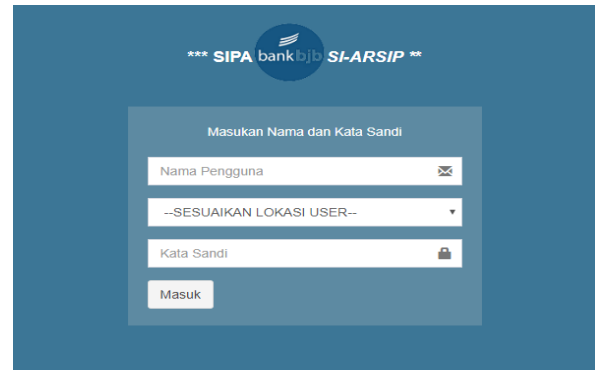 *** SIPA bank bjb SI-ARSIP **
Masukan Nama dan Kata Sandi
Nama Pengguna
--SESUAIKAN LOKASI USER--
Kata Sandi
Masuk